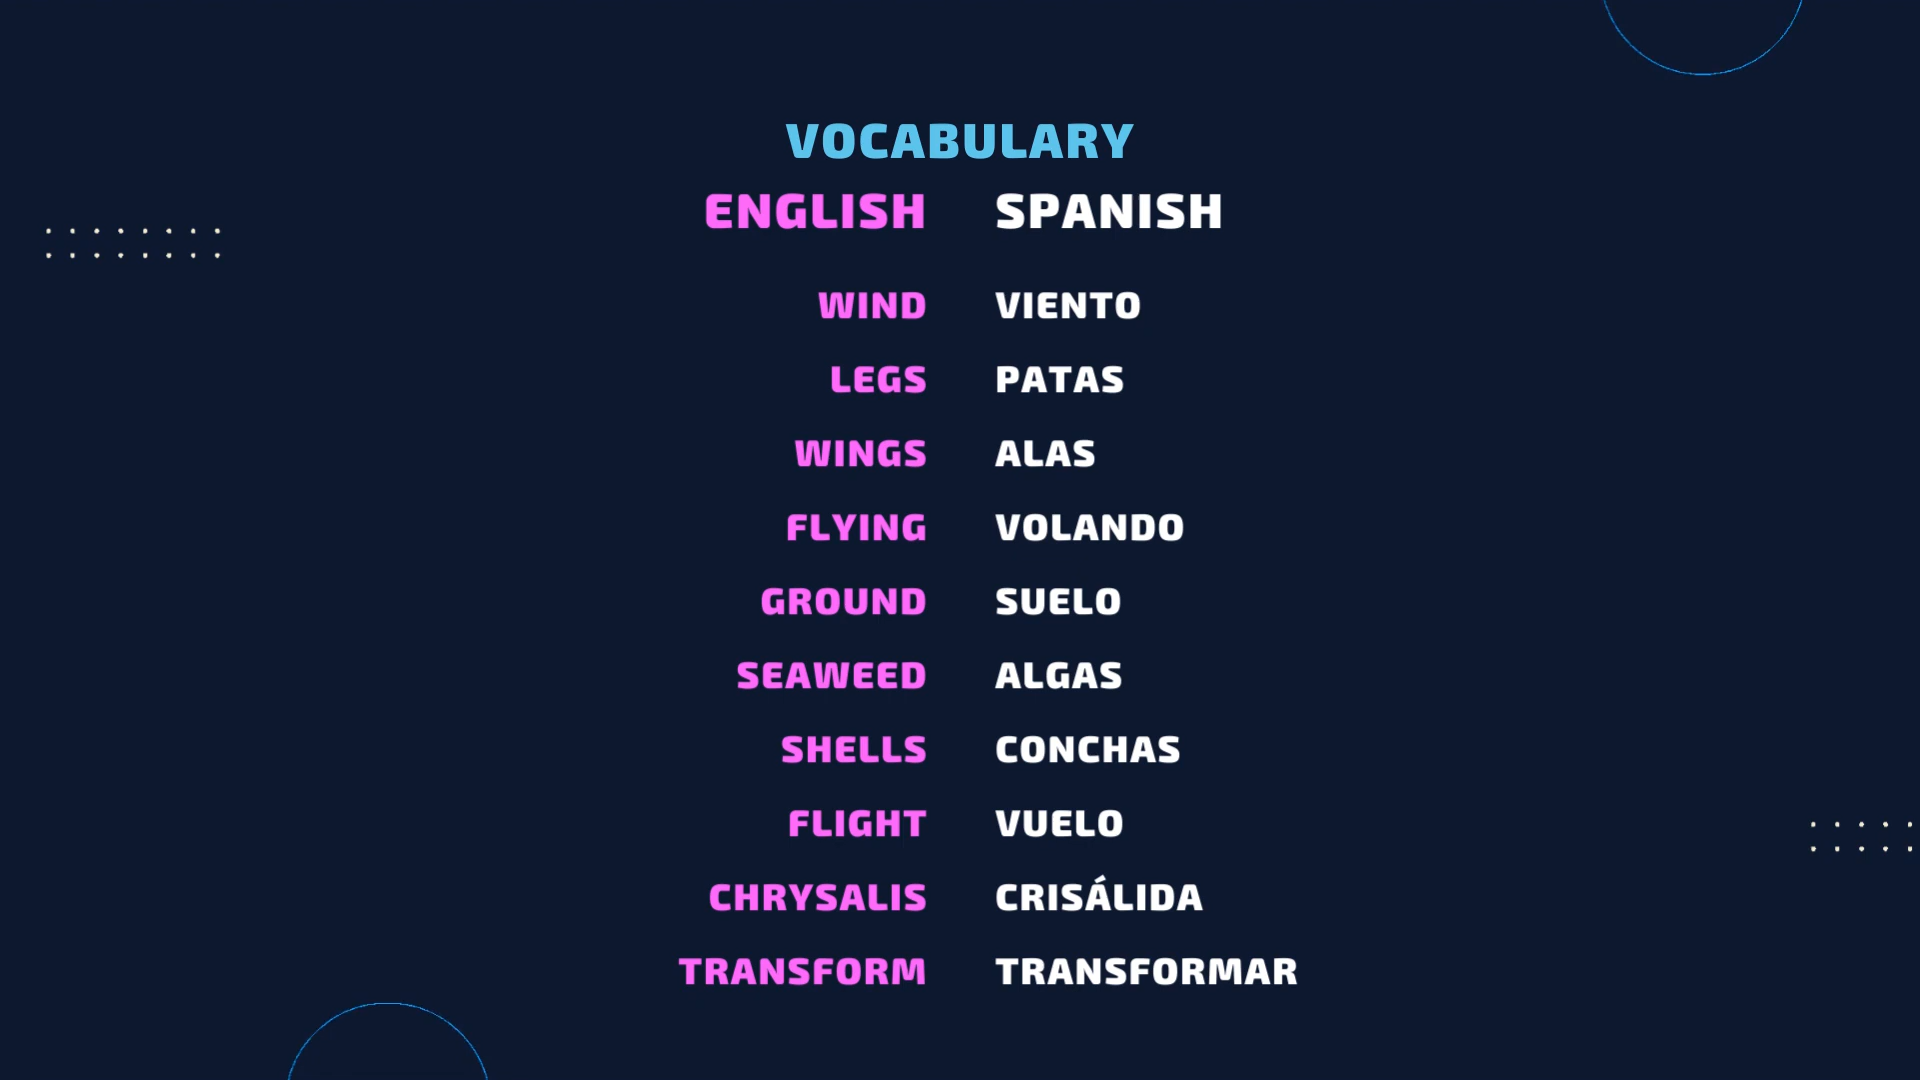 VOCABULARY
ENGLISH SPANISH
WIND VIENTO
LEGS PATAS
WINGS ALAS
FLYING VOLANDO
GROUND SUELO
SEAWEED ALGAS
SHELLS CONCHAS
FLIGHT VUELO
CHRYSALIS CRISÁLIDA
TRANSFORM TRANSFORMAR